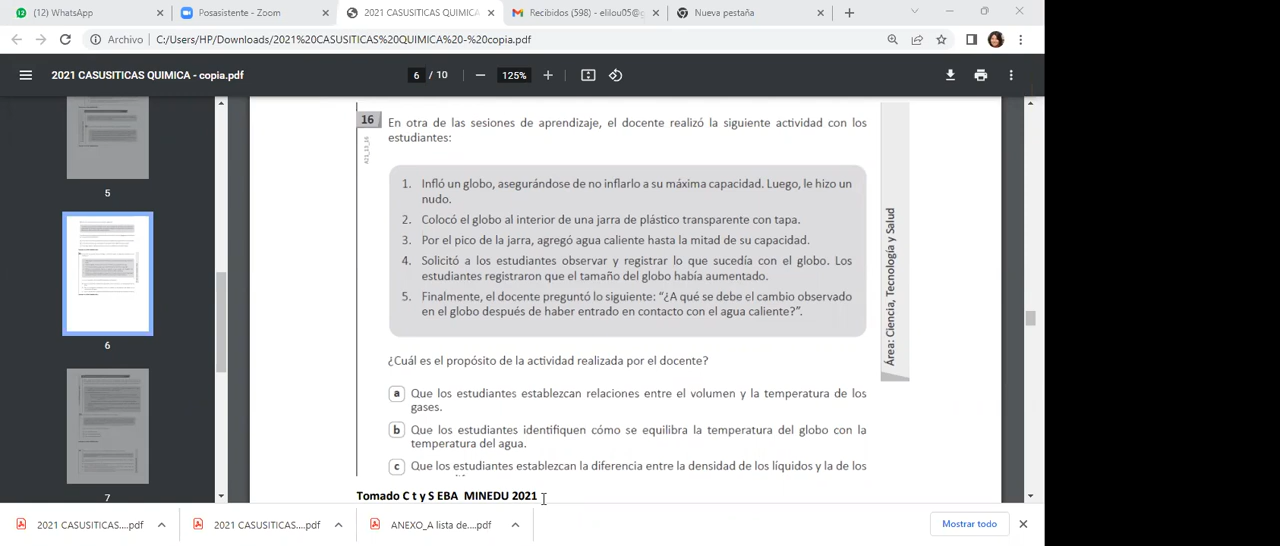 (12) WhatsApp
Posasistente - Zoom
2021 CASUSITICAS QUIMICA
Recibidos (598) - elilou05@g
Nueva pestaña
Archivo
C:/Users/HP/Downloads/2021%20CASUSITICAS%20QUIMICA%20-%20copia.pdf
2021 CASUSITICAS QUIMICA - copia.pdf
6 / 10
125%
5
6
7
16
En otra de las sesiones de aprendizaje, el docente realizó la siguiente actividad con los
estudiantes:
1. Infló un globo, asegurándose de no inflarlo a su máxima capacidad. Luego, le hizo un
nudo.
2. Colocó el globo al interior de una jarra de plástico transparente con tapa.
3. Por el pico de la jarra, agregó agua caliente hasta la mitad de su capacidad.
4. Solicitó a los estudiantes observar y registrar lo que sucedía con el globo. Los
estudiantes registraron que el tamaño del globo había aumentado.
5. Finalmente, el docente preguntó lo siguiente: “¿A qué se debe el cambio observado
en el globo después de haber entrado en contacto con el agua caliente?”.
¿Cuál es el propósito de la actividad realizada por el docente?
a Que los estudiantes establezcan relaciones entre el volumen y la temperatura de los
gases.
b Que los estudiantes identifiquen cómo se equilibra la temperatura del globo con la
temperatura del agua.
c Que los estudiantes establezcan la diferencia entre la densidad de los líquidos y la de los
Área: Ciencia, Tecnología y Salud
Tomado C t y S EBA MINEDU 2021
2021 CASUSITICAS....pdf
2021 CASUSITICAS....pdf
ANEXO_A lista de....pdf
Mostrar todo